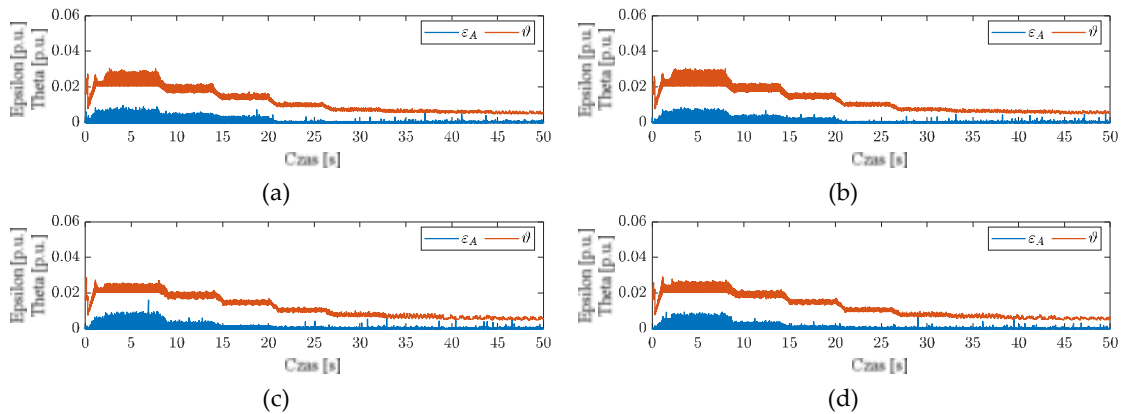 0.06 0.04 0.02 0
Epsilon [p.u.]
Theta [p.u.]
ε_A ϑ
0 5 10 15 20 25 30 35 40 45 50
Czas [s]
(a)
0.06 0.04 0.02 0
Epsilon [p.u.]
Theta [p.u.]
ε_A ϑ
0 5 10 15 20 25 30 35 40 45 50
Czas [s]
(b)
0.06 0.04 0.02 0
Epsilon [p.u.]
Theta [p.u.]
ε_A ϑ
0 5 10 15 20 25 30 35 40 45 50
Czas [s]
(c)
0.06 0.04 0.02 0
Epsilon [p.u.]
Theta [p.u.]
ε_A ϑ
0 5 10 15 20 25 30 35 40 45 50
Czas [s]
(d)